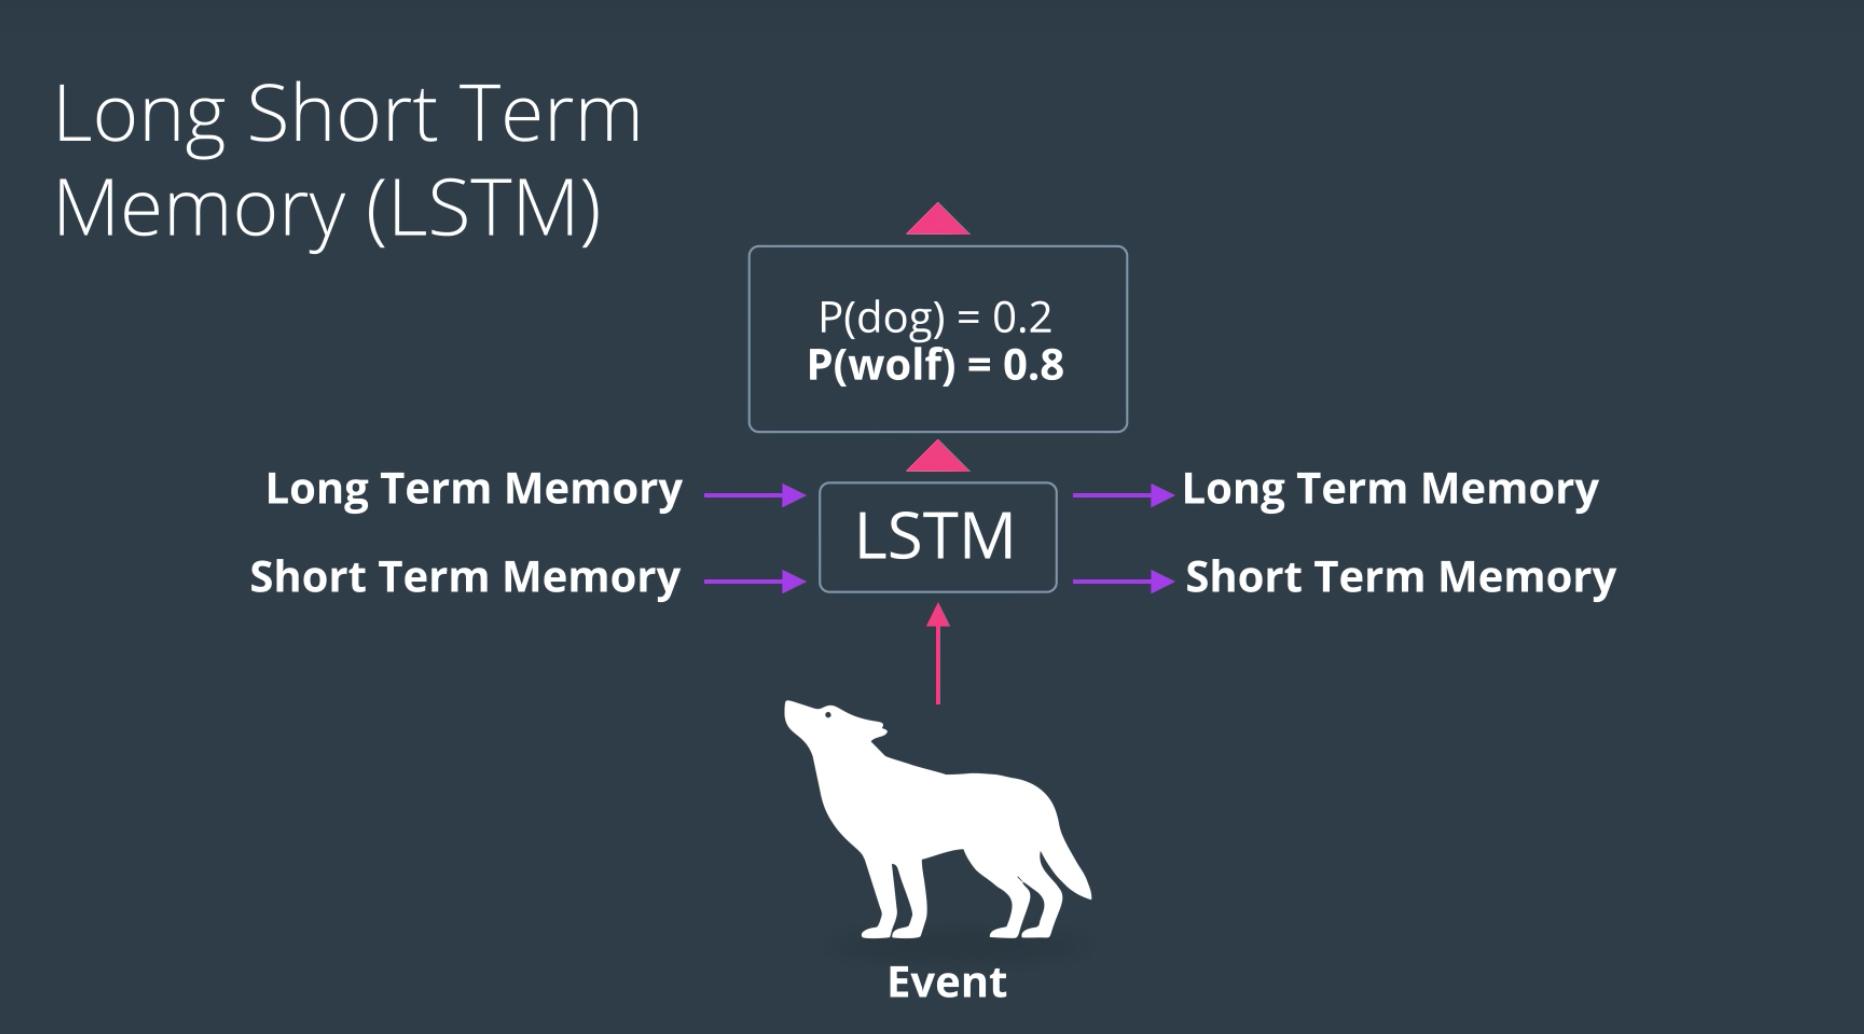 Long Short Term
Memory (LSTM)
P(dog) = 0.2
P(wolf) = 0.8
Long Term Memory
Short Term Memory
LSTM
Long Term Memory
Short Term Memory
Event